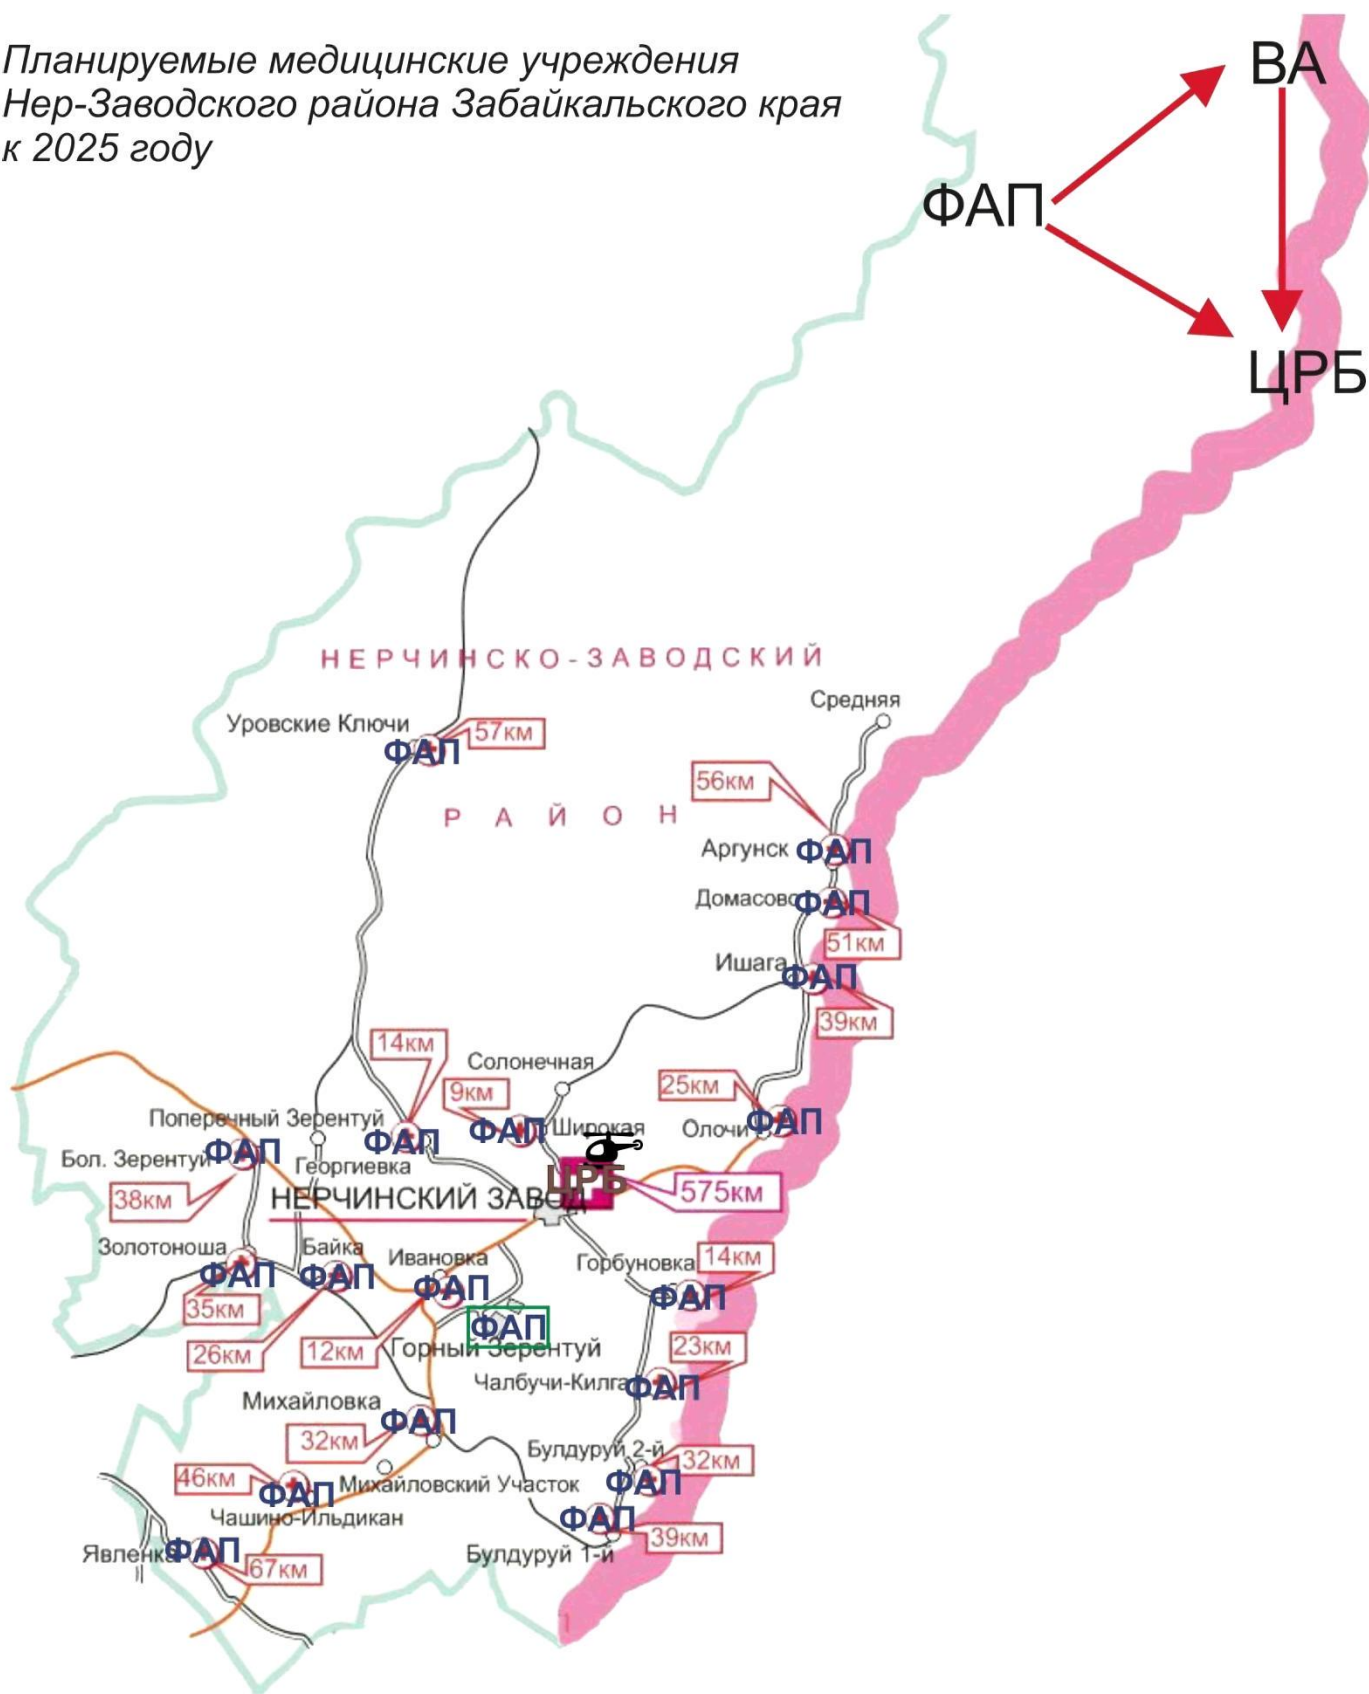 Планируемые медицинские учреждения
Нер-Заводского района Забайкальского края
к 2025 году
ВА
ФАП
ЦРБ
НЕРЧИНСКО-ЗАВОДСКИЙ
Средняя
Уровские Ключи
57км
ФАП
56км
РАЙОН
Аргунск ФАП
Домасово ФАП
51км
Ишага
ФАП
39км
14км
Солонечная
9км
25км
Поперечный Зерентуй
ФАП
ФАП
Широкая
Олочи ФАП
Бол. Зерентуй ФАП
Георгиевка
ЦРБ
38км
НЕРЧИНСКИЙ ЗАВОД
575км
Золотоноша
Байка
Ивановка
Горбуновка
14км
ФАП
ФАП
ФАП
ФАП
35км
ФАП
26км
12км
Горный Зерентуй
23км
Чалбучи-Килга ФАП
Михайловка
ФАП
32км
Булдуруй 2-й
32км
46км
Михайловский Участок
ФАП
ФАП
Чашино-Ильдикан
ФАП
39км
Явленка ФАП
Булдуруй 1-й
67км